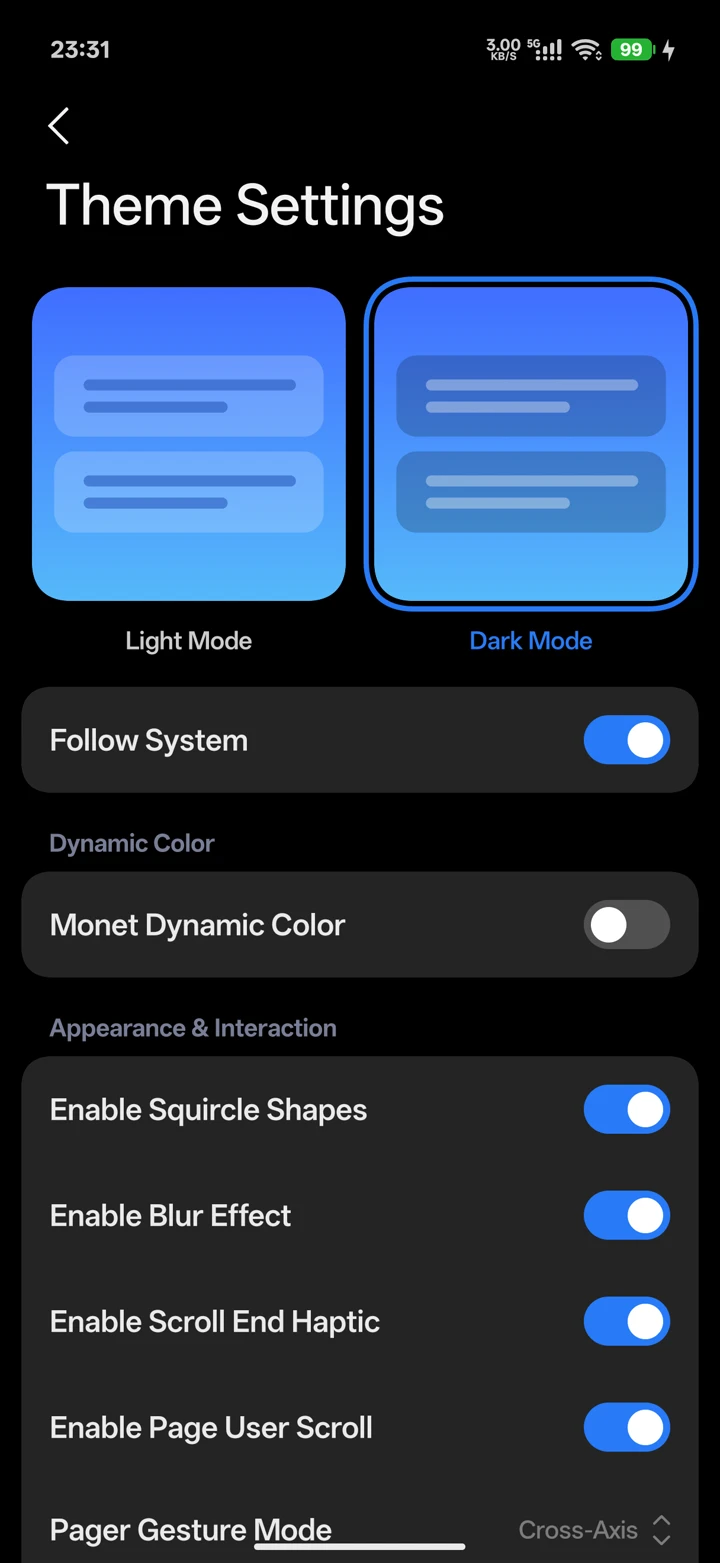 23:31
3.00
KB/S
5G
99
Theme Settings
Light Mode
Dark Mode
Follow System
Dynamic Color
Monet Dynamic Color
Appearance & Interaction
Enable Squircle Shapes
Enable Blur Effect
Enable Scroll End Haptic
Enable Page User Scroll
Pager Gesture Mode Cross-Axis